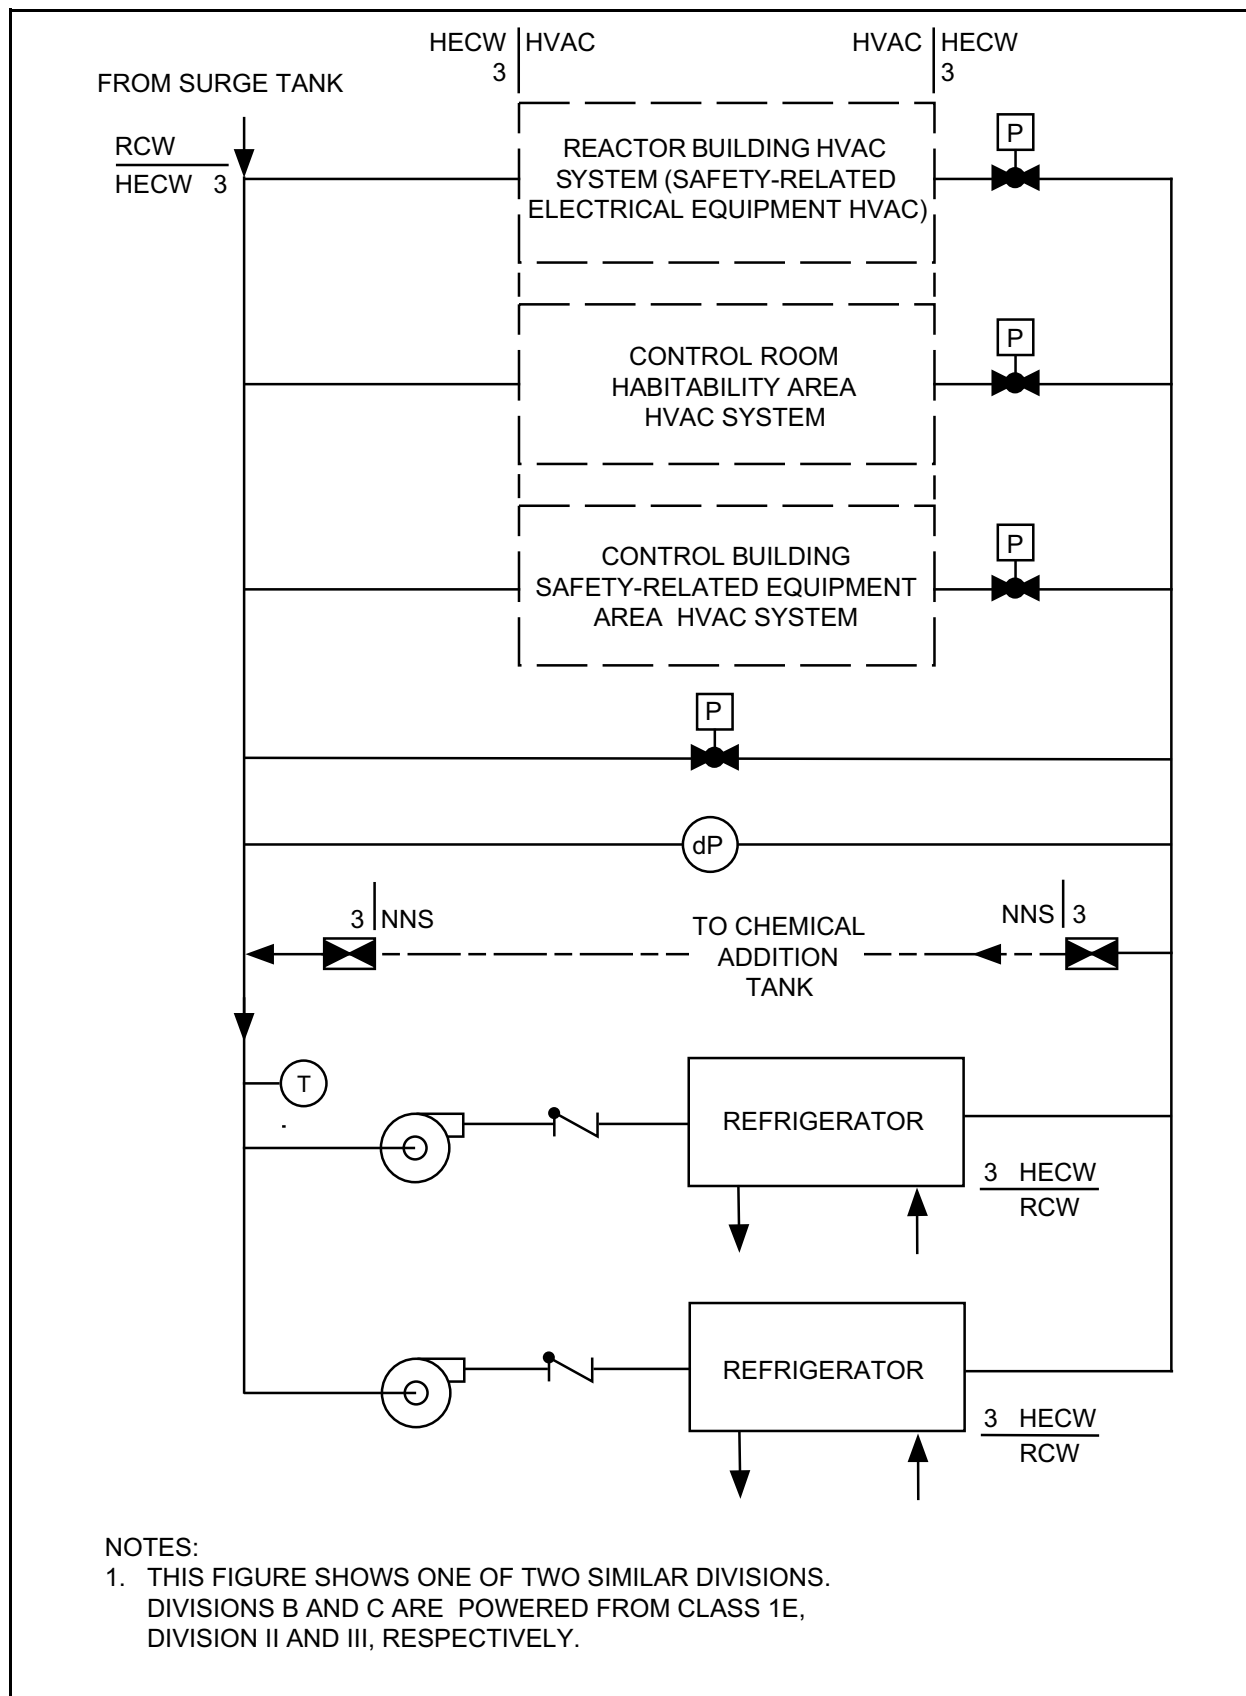 HECW HVAC
3
HVAC HECW
3
FROM SURGE TANK
RCW
HECW 3
P
REACTOR BUILDING HVAC
SYSTEM (SAFETY-RELATED
ELECTRICAL EQUIPMENT HVAC)
P
CONTROL ROOM
HABITABILITY AREA
HVAC SYSTEM
P
CONTROL BUILDING
SAFETY-RELATED EQUIPMENT
AREA HVAC SYSTEM
P
dP
3 NNS
NNS 3
TO CHEMICAL
ADDITION
TANK
T
REFRIGERATOR
3 HECW
RCW
REFRIGERATOR
3 HECW
RCW
NOTES:
1. THIS FIGURE SHOWS ONE OF TWO SIMILAR DIVISIONS.
DIVISIONS B AND C ARE POWERED FROM CLASS 1E,
DIVISION II AND III, RESPECTIVELY.